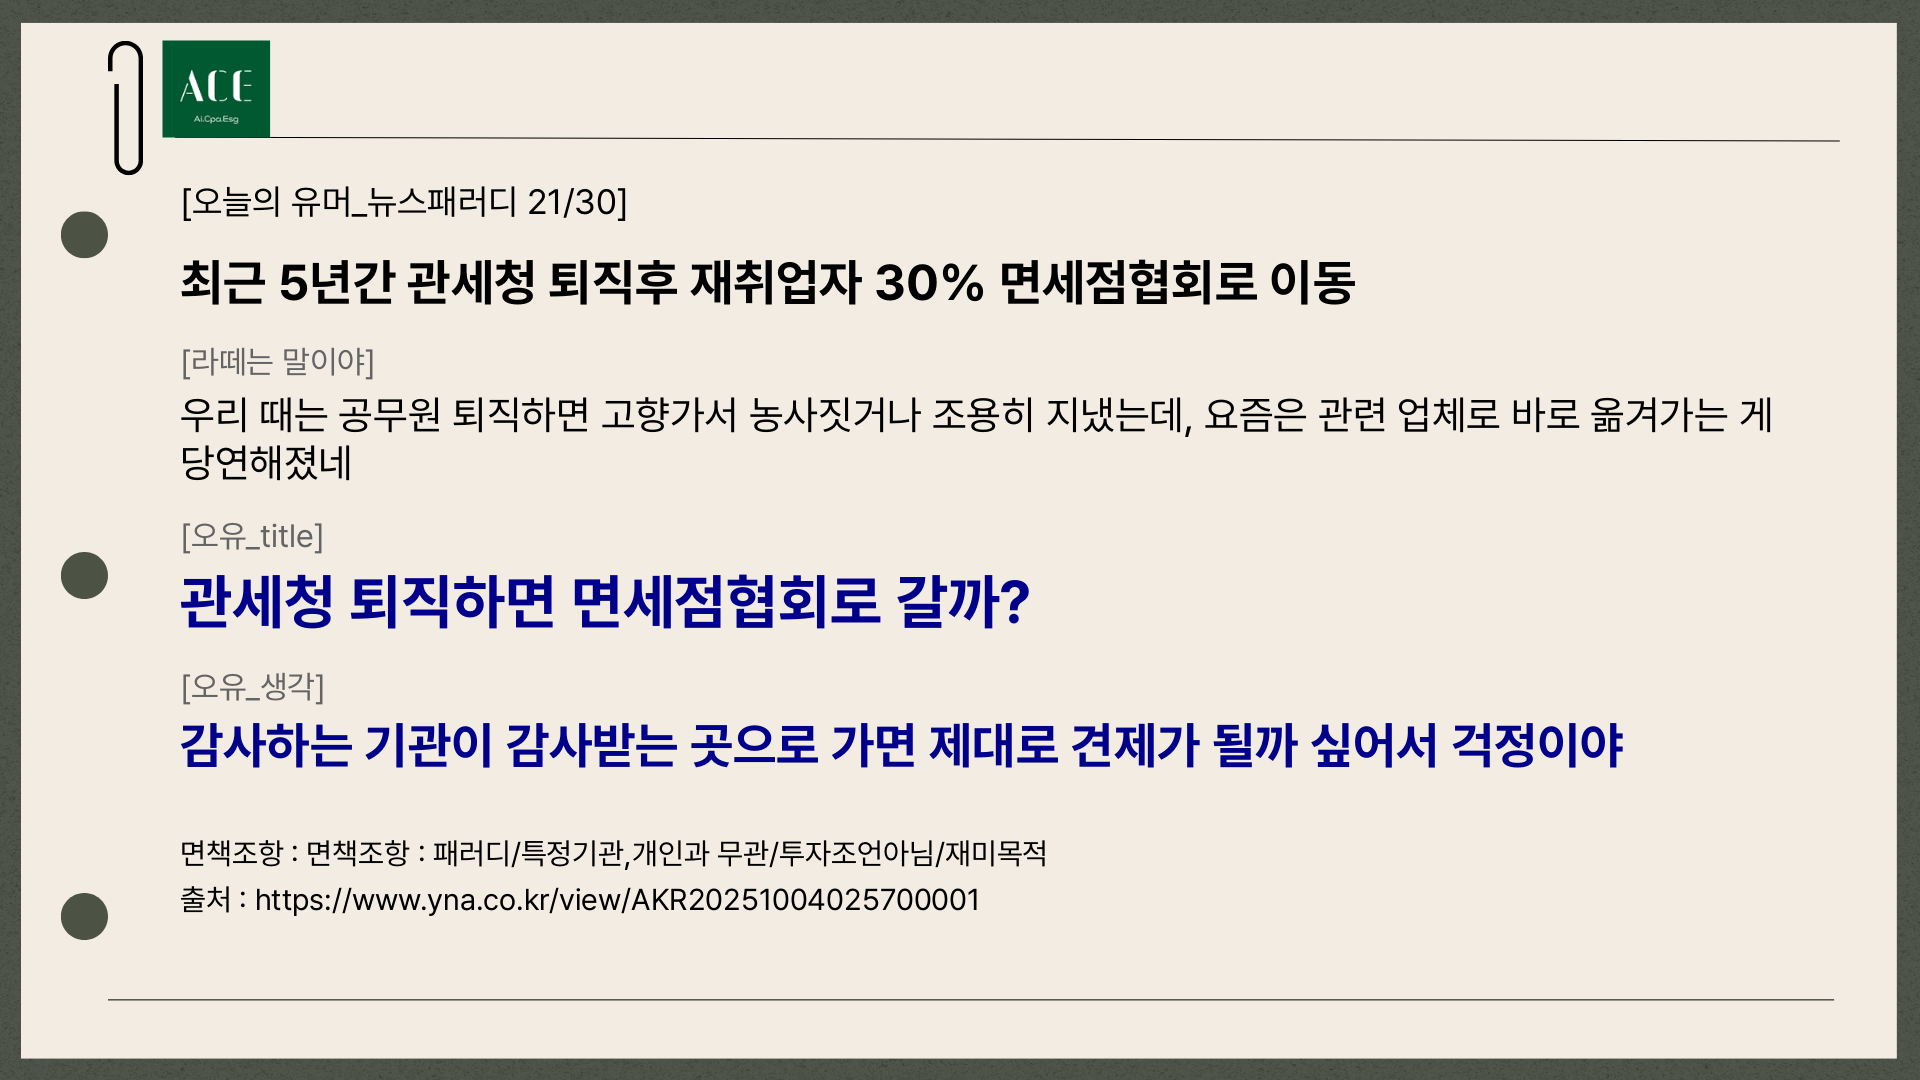 ACE
Ai.Cpa.Esg
[오늘의 유머_뉴스패러디 21/30]
최근 5년간 관세청 퇴직후 재취업자 30% 면세점협회로 이동
[라떼는 말이야]
우리 때는 공무원 퇴직하면 고향가서 농사짓거나 조용히 지냈는데, 요즘은 관련 업체로 바로 옮겨가는 게
당연해졌네
[오유_title]
관세청 퇴직하면 면세점협회로 갈까?
[오유_생각]
감사하는 기관이 감사받는 곳으로 가면 제대로 견제가 될까 싶어서 걱정이야
면책조항 : 면책조항 : 패러디/특정기관,개인과 무관/투자조언아님/재미목적
출처 : https://www.yna.co.kr/view/AKR20251004025700001